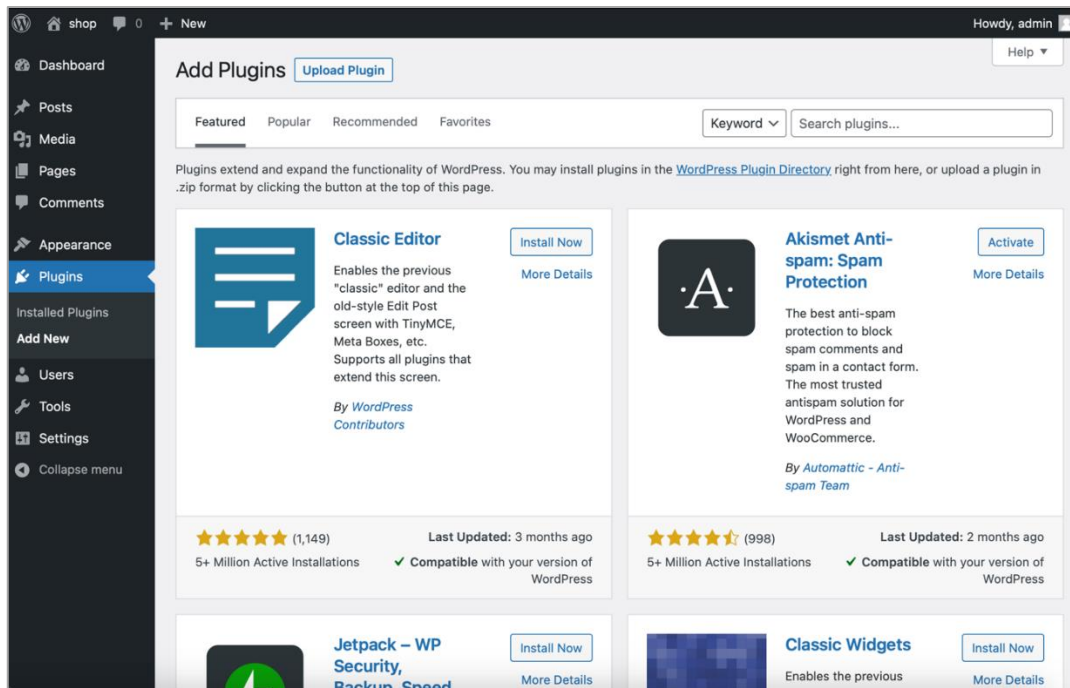 shop 0 + New Howdy, admin
Help ▼
Dashboard
Posts
Media
Pages
Comments
Appearance
Plugins
Installed Plugins
Add New
Users
Tools
Settings
Collapse menu
Add Plugins Upload Plugin
Featured Popular Recommended Favorites Keyword Search plugins...
Plugins extend and expand the functionality of WordPress. You may install plugins in the WordPress Plugin Directory right from here, or upload a plugin in
.zip format by clicking the button at the top of this page.
Classic Editor
Install Now
More Details
Enables the previous
"classic" editor and the
old-style Edit Post
screen with TinyMCE,
Meta Boxes, etc.
Supports all plugins that
extend this screen.
By WordPress
Contributors
(1,149)
Last Updated: 3 months ago
5+ Million Active Installations
✓ Compatible with your version of
WordPress
·A·
Akismet Anti-
spam: Spam
Protection
Activate
More Details
The best anti-spam
protection to block
spam comments and
spam in a contact form.
The most trusted
antispam solution for
WordPress and
WooCommerce.
By Automattic - Anti-
spam Team
(998)
Last Updated: 2 months ago
5+ Million Active Installations
✓ Compatible with your version of
WordPress
Jetpack – WP
Security,
Backup, Speed
Install Now
More Details
Classic Widgets
Install Now
More Details
Enables the previous